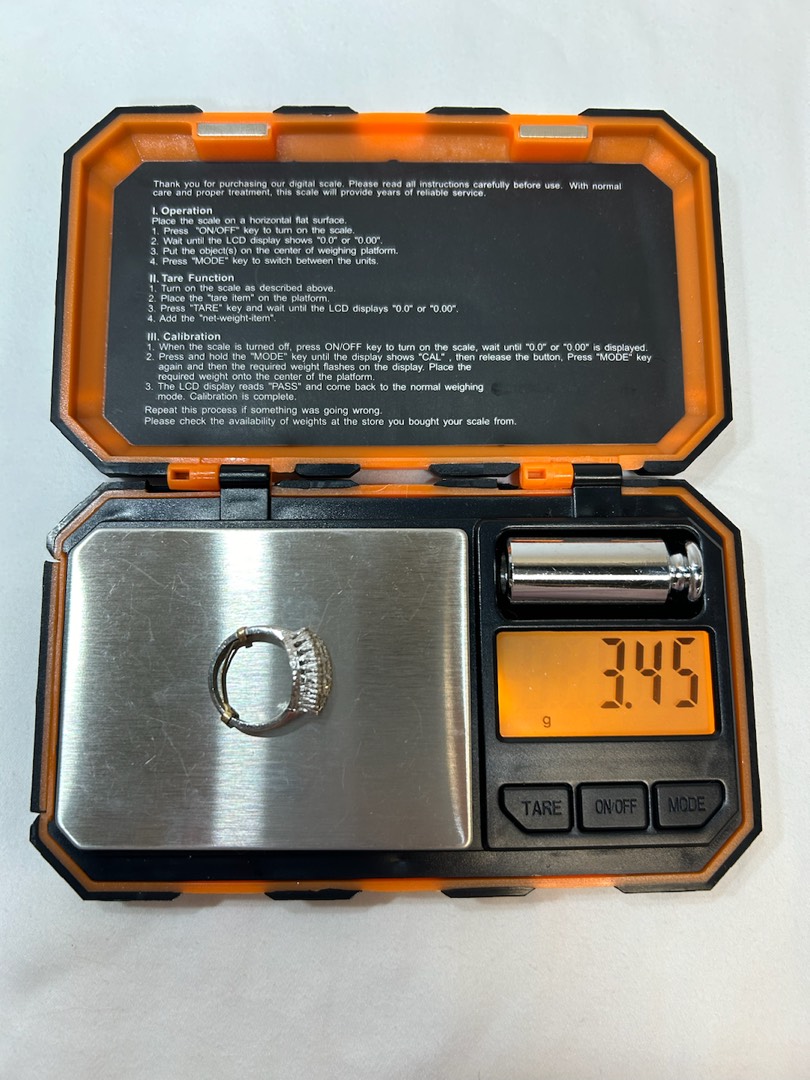 Thank you for purchasing our digital scale. Please read all instructions carefully before use. With normal
care and proper treatment, this scale will provide years of reliable service.
I. Operation
Place the scale on a horizontal flat surface.
1. Press "ON/OFF" key to turn on the scale.
2. Wait until the LCD display shows "0.0" or "0.00".
3. Put the object(s) on the center of weighing platform.
4. Press "MODE" key to switch between the units.
II. Tare Function
1. Turn on the scale as described above.
2. Place the "tare item" on the platform.
3. Press "TARE" key and wait until the LCD displays "0.0" or "0.00".
4. Add the "net-weight-item".
III. Calibration
1. When the scale is turned off, press ON/OFF key to turn on the scale, wait until "0.0" or "0.00" is displayed.
2. Press and hold the "MODE" key until the display shows "CAL" , then release the button, Press "MODE" key
again and then the required weight flashes on the display. Place the
required weight onto the center of the platform.
3. The LCD display reads "PASS" and come back to the normal weighing
mode. Calibration is complete.
Repeat this process if something was going wrong.
Please check the availability of weights at the store you bought your scale from.
3.45
g
TARE ON/OFF MODE